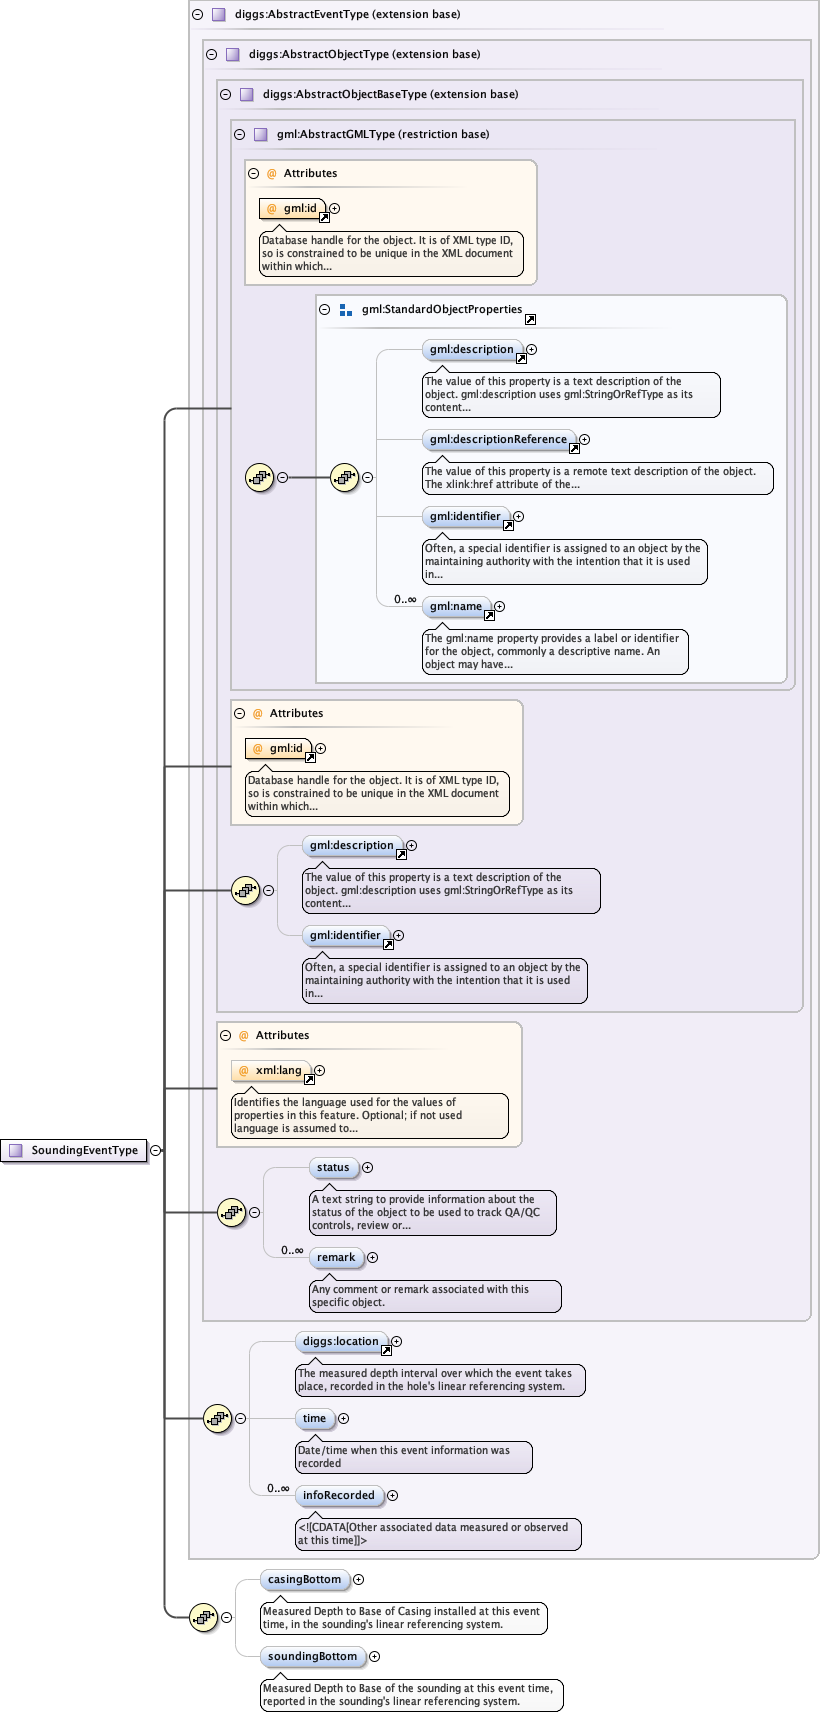 diggs:AbstractEventType (extension base)
diggs:AbstractObjectType (extension base)
diggs:AbstractObjectBaseType (extension base)
gml:AbstractGMLType (restriction base)
@ Attributes
@ gml:id
Database handle for the object. It is of XML type ID,
so is constrained to be unique in the XML document
within which...
gml:StandardObjectProperties
gml:description
The value of this property is a text description of the
object. gml:description uses gml:StringOrRefType as its
content...
gml:descriptionReference
The value of this property is a remote text description of the object.
The xlink:href attribute of the...
gml:identifier
Often, a special identifier is assigned to an object by the
maintaining authority with the intention that it is used
in...
0..∞
gml:name
The gml:name property provides a label or identifier
for the object, commonly a descriptive name. An
object may have...
@ Attributes
@ gml:id
Database handle for the object. It is of XML type ID,
so is constrained to be unique in the XML document
within which...
gml:description
The value of this property is a text description of the
object. gml:description uses gml:StringOrRefType as its
content...
gml:identifier
Often, a special identifier is assigned to an object by the
maintaining authority with the intention that it is used
in...
@ Attributes
@ xml:lang
Identifies the language used for the values of
properties in this feature. Optional; if not used
language is assumed to...
SoundingEventType
status
A text string to provide information about the
status of the object to be used to track QA/QC
controls, review or...
0..∞
remark
Any comment or remark associated with this
specific object.
diggs:location
The measured depth interval over which the event takes
place, recorded in the hole's linear referencing system.
time
Date/time when this event information was
recorded
0..∞
infoRecorded
<![CDATA[Other associated data measured or observed
at this time]]>
casingBottom
Measured Depth to Base of Casing installed at this event
time, in the sounding's linear referencing system.
soundingBottom
Measured Depth to Base of the sounding at this event time,
reported in the sounding's linear referencing system.